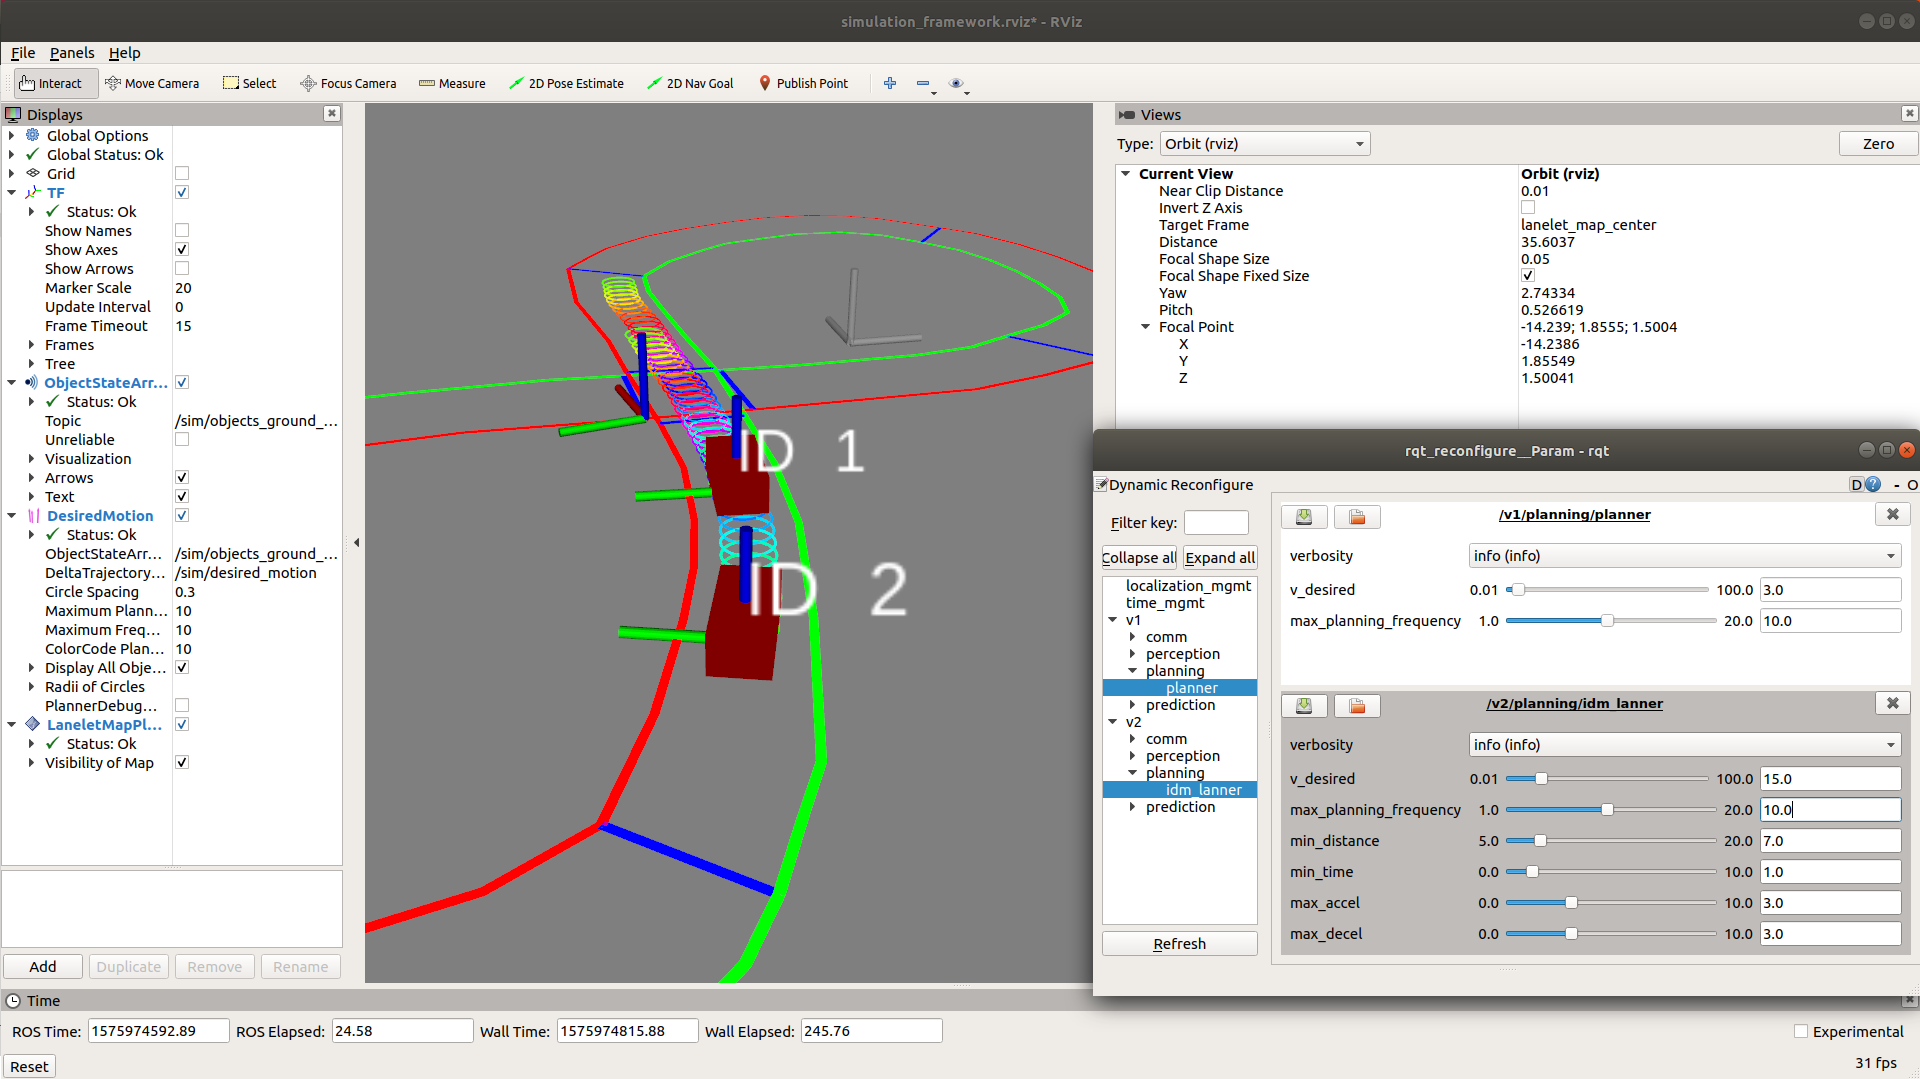 simulation_framework.rviz* - RViz
File Panels Help
Interact Move Camera Select Focus Camera Measure 2D Pose Estimate 2D Nav Goal Publish Point
Displays
Global Options
Global Status: Ok
Grid
TF
Status: Ok
Show Names
Show Axes
Show Arrows
Marker Scale 20
Update Interval 0
Frame Timeout 15
Frames
Tree
ObjectStateArr...
Status: Ok
Topic /sim/objects_ground_...
Unreliable
Visualization
Arrows
Text
DesiredMotion
Status: Ok
ObjectStateArr... /sim/objects_ground_...
DeltaTrajectory... /sim/desired_motion
Circle Spacing 0.3
Maximum Plann... 10
Maximum Freq... 10
ColorCode Plan... 10
Display All Obje...
Radii of Circles
PlannerDebug...
LaneletMapPl...
Status: Ok
Visibility of Map
Add Duplicate Remove Rename
ID 1
ID 2
Views
Type: Orbit (rviz) Zero
Current View Orbit (rviz)
Near Clip Distance 0.01
Invert Z Axis
Target Frame lanelet_map_center
Distance 35.6037
Focal Shape Size 0.05
Focal Shape Fixed Size
Yaw 2.74334
Pitch 0.526619
Focal Point -14.239; 1.8555; 1.5004
X -14.2386
Y 1.85549
Z 1.50041
rqt_reconfigure__Param - rqt
Dynamic Reconfigure D - O
Filter key:
Collapse all Expand all
localization_mgmt
time_mgmt
v1
comm
perception
planning
planner
prediction
v2
comm
perception
planning
idm_lanner
prediction
Refresh
/v1/planning/planner
verbosity info (info)
v_desired 0.01 100.0 3.0
max_planning_frequency 1.0 20.0 10.0
/v2/planning/idm_lanner
verbosity info (info)
v_desired 0.01 100.0 15.0
max_planning_frequency 1.0 20.0 10.0
min_distance 5.0 20.0 7.0
min_time 0.0 10.0 1.0
max_accel 0.0 10.0 3.0
max_decel 0.0 10.0 3.0
Time
ROS Time: 1575974592.89 ROS Elapsed: 24.58 Wall Time: 1575974815.88 Wall Elapsed: 245.76 Experimental
Reset 31 fps